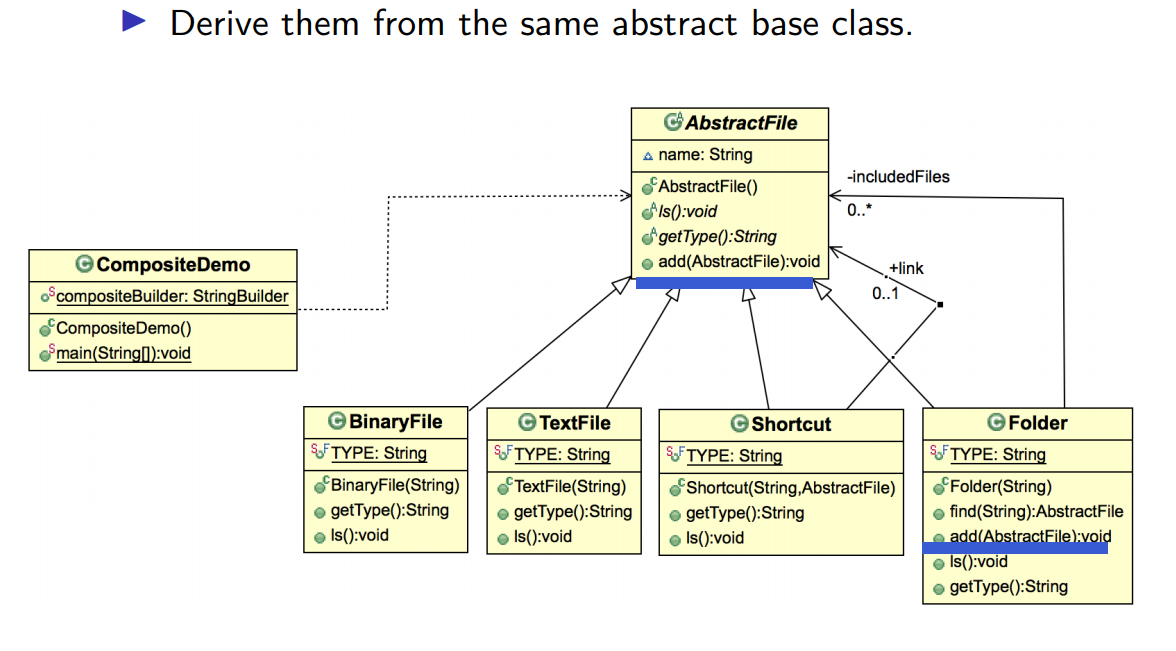 Derive them from the same abstract base class.
AbstractFile
name: String
AbstractFile()
ls():void
getType():String
add(AbstractFile):void
-includedFiles
0..*
+link
0..1
CompositeDemo
compositeBuilder: StringBuilder
CompositeDemo()
main(String[]):void
BinaryFile
TYPE: String
BinaryFile(String)
getType():String
ls():void
TextFile
TYPE: String
TextFile(String)
getType():String
ls():void
Shortcut
TYPE: String
Shortcut(String,AbstractFile)
getType():String
ls():void
Folder
TYPE: String
Folder(String)
find(String):AbstractFile
add(AbstractFile):void
ls():void
getType():String